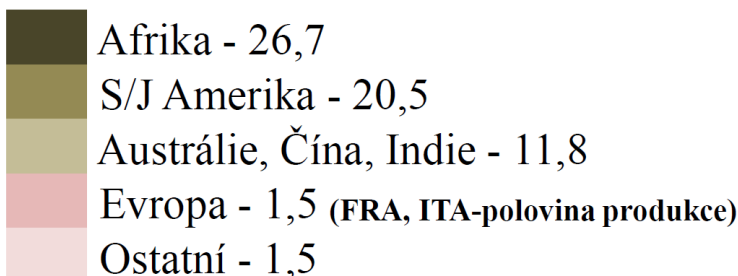 Afrika - 26,7
S/J Amerika - 20,5
Austrálie, Čína, Indie - 11,8
Evropa - 1,5 (FRA, ITA-polovina produkce)
Ostatní - 1,5